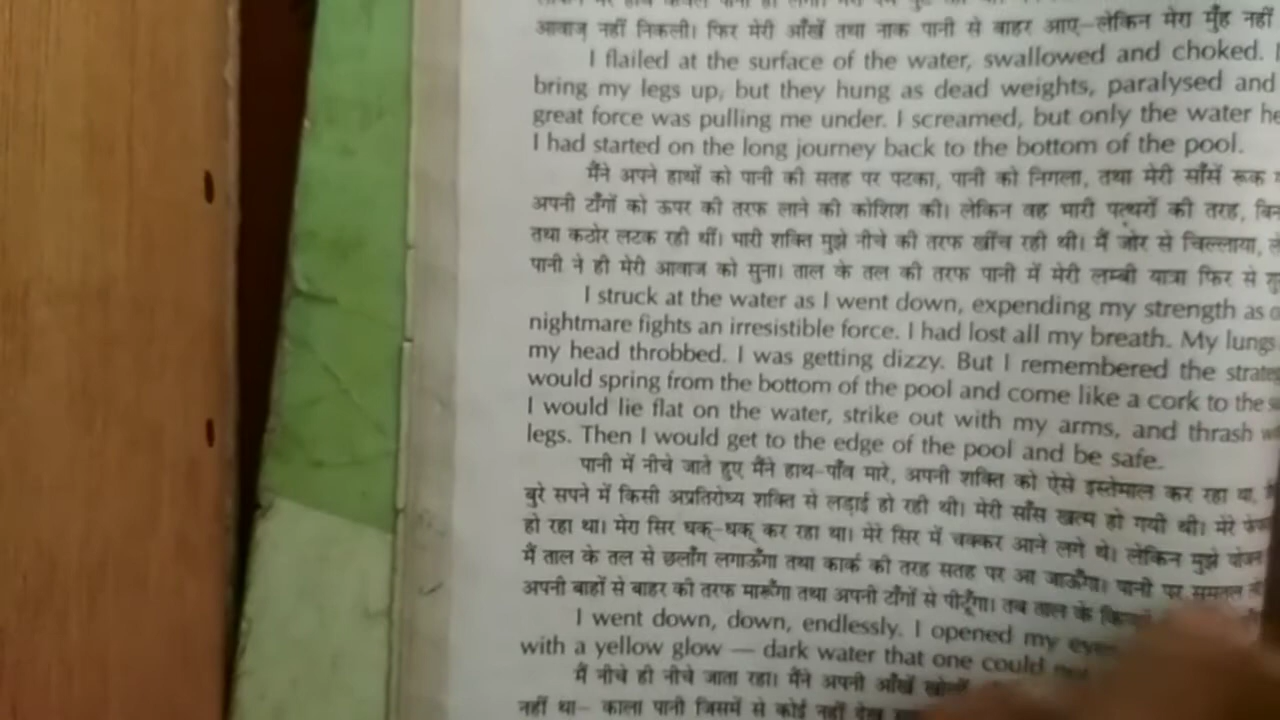 आवाज् नहीं निकली। फिर मेरी आँखें तथा नाक पानी से बाहर आए–लेकिन मेरा मुँह नहीं
I flailed at the surface of the water, swallowed and choked. I
bring my legs up, but they hung as dead weights, paralysed and
great force was pulling me under. I screamed, but only the water he
I had started on the long journey back to the bottom of the pool.
मैंने अपने हाथों को पानी की सतह पर पटका, पानी को निगला, तथा मेरी साँसें रूक
अपनी टाँगों को ऊपर की तरफ लाने की कोशिश की। लेकिन वह भारी पत्थरों की तरह,
तथा कठोर लटक रही थीं। भारी शक्ति मुझे नीचे की तरफ खींच रही थी। मैं जोर से चिल्लाया,
पानी ने ही मेरी आवाज को सुना। ताल के तल की तरफ पानी में मेरी लम्बी यात्रा फिर से
I struck at the water as I went down, expending my strength as
nightmare fights an irresistible force. I had lost all my breath. My lungs
my head throbbed. I was getting dizzy. But I remembered the strate
would spring from the bottom of the pool and come like a cork to the
I would lie flat on the water, strike out with my arms, and thrash
legs. Then I would get to the edge of the pool and be safe.
पानी में नीचे जाते हुए मैंने हाथ-पाँव मारे, अपनी शक्ति को ऐसे इस्तेमाल कर रहा था,
बुरे सपने में किसी अप्रतिरोध्य शक्ति से लड़ाई हो रही थी। मेरी साँस खत्म हो गयी थी। मेरे
हो रहा था। मेरा सिर धक्-धक् कर रहा था। मेरे सिर में चक्कर आने लगे थे। लेकिन मुझे
मैं ताल के तल से छलाँग लगाऊँगा तथा कार्क की तरह सतह पर आ जाऊँगा। पानी पर समतल
अपनी बाहों से बाहर की तरफ मारूँगा तथा अपनी टाँगों से पीटूँगा। तब ताल के
I went down, down, endlessly. I opened my eye
with a yellow glow — dark water that one could
मैं नीचे ही नीचे जाता रहा। मैंने अपनी आँखें
नहीं था– काला पानी जिसमें से कोई नहीं